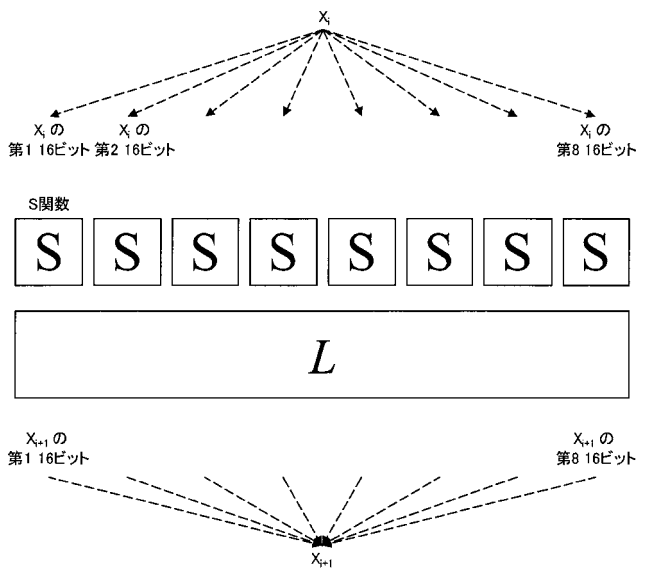 Xi
Xi の Xi の Xi の
第1 16ビット 第2 16ビット 第8 16ビット
S関数
S S S S S S S S
L
Xi+1 の Xi+1 の
第1 16ビット 第8 16ビット
Xi+1